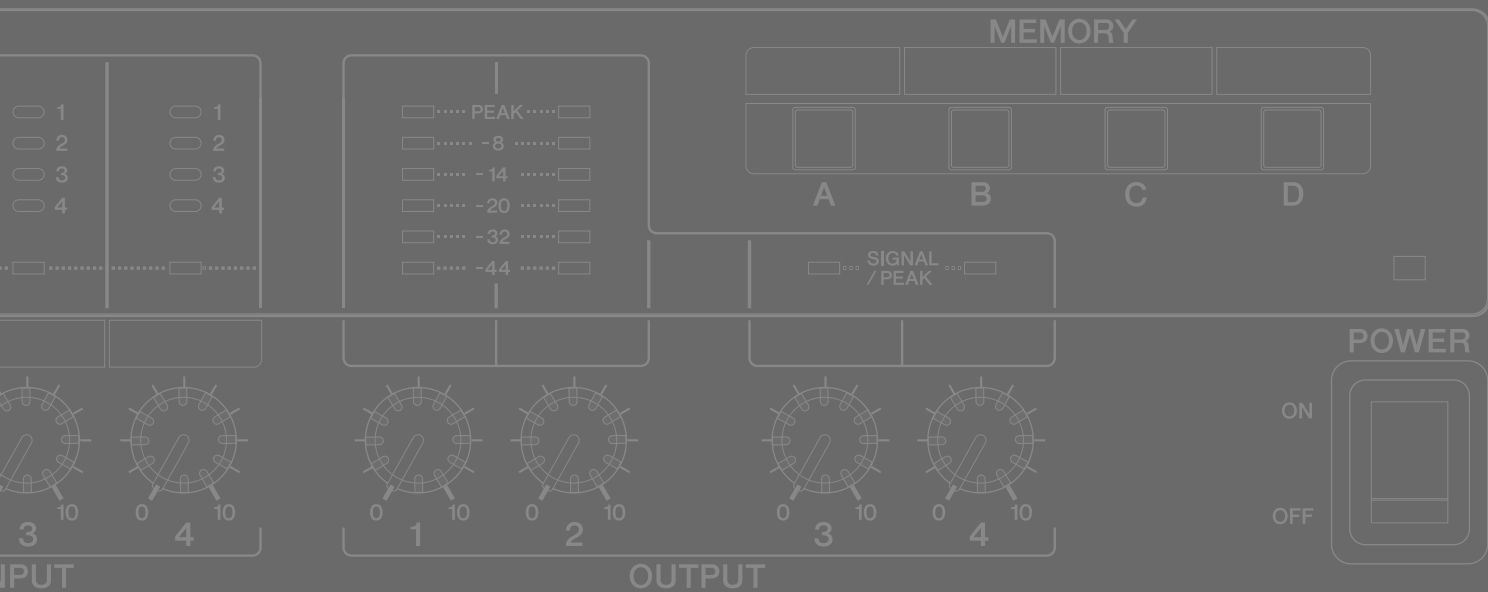 MEMORY
1 1 PEAK
2 2 -8
3 3 -14
4 4 -20
A B C D
-32
-44
SIGNAL
/PEAK
POWER
ON
OFF
0 10 0 10 0 10 0 10 0 10
10
3 4 1 2 3 4
NPUT OUTPUT